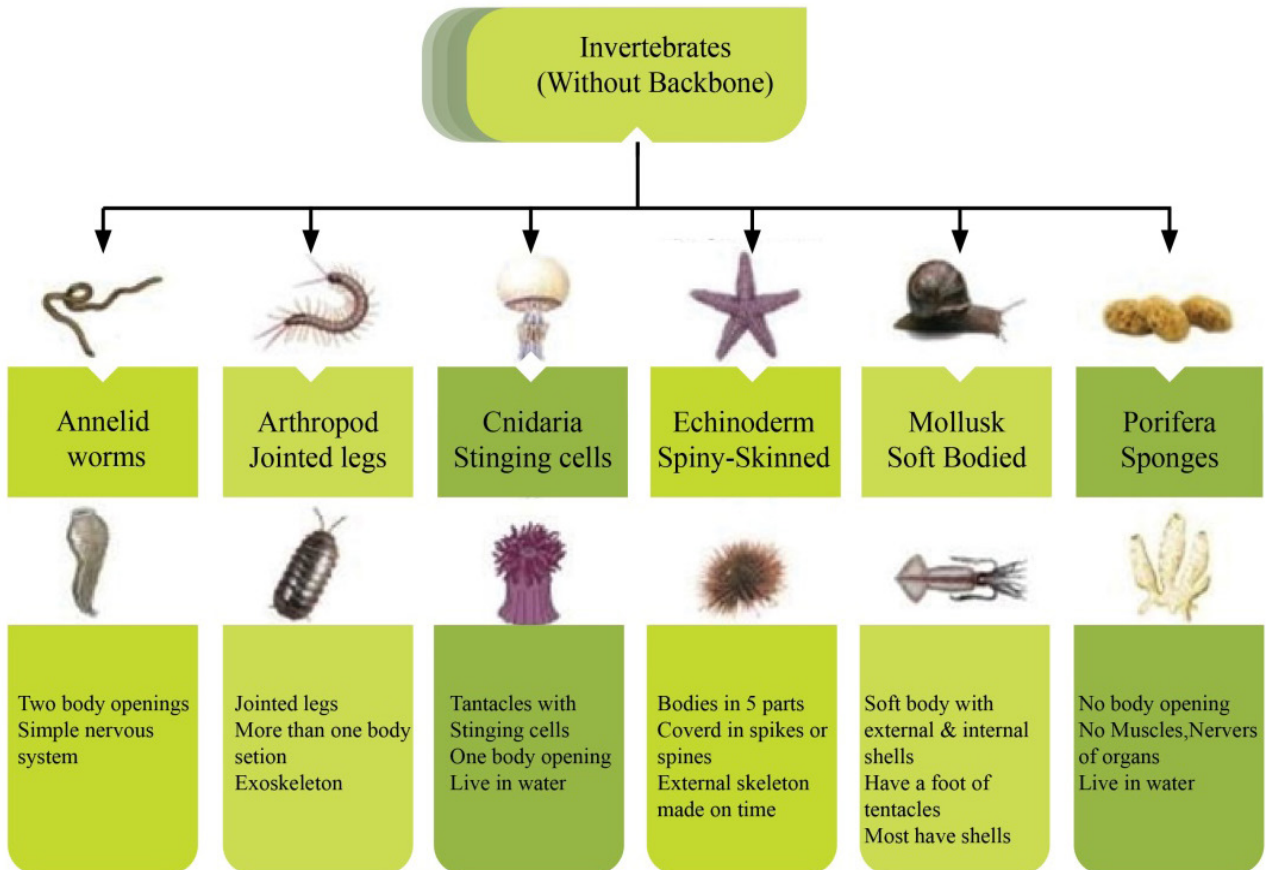 Invertebrates
(Without Backbone)
Annelid
worms
Arthropod
Jointed legs
Cnidaria
Stinging cells
Echinoderm
Spiny-Skinned
Mollusk
Soft Bodied
Porifera
Sponges
Two body openings
Simple nervous
system
Jointed legs
More than one body
setion
Exoskeleton
Tantacles with
Stinging cells
One body opening
Live in water
Bodies in 5 parts
Coverd in spikes or
spines
External skeleton
made on time
Soft body with
external & internal
shells
Have a foot of
tentacles
Most have shells
No body opening
No Muscles,Nervers
of organs
Live in water